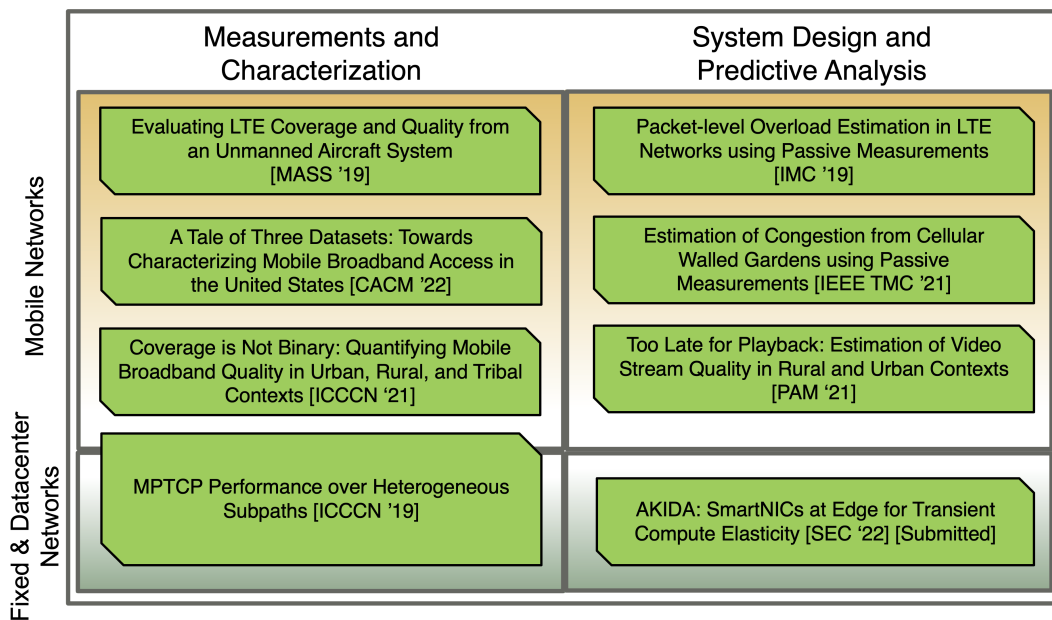 Measurements and
Characterization
System Design and
Predictive Analysis
Mobile Networks
Evaluating LTE Coverage and Quality from
an Unmanned Aircraft System
[MASS '19]
Packet-level Overload Estimation in LTE
Networks using Passive Measurements
[IMC '19]
A Tale of Three Datasets: Towards
Characterizing Mobile Broadband Access in
the United States [CACM '22]
Estimation of Congestion from Cellular
Walled Gardens using Passive
Measurements [IEEE TMC '21]
Coverage is Not Binary: Quantifying Mobile
Broadband Quality in Urban, Rural, and Tribal
Contexts [ICCCN '21]
Too Late for Playback: Estimation of Video
Stream Quality in Rural and Urban Contexts
[PAM ‘21]
Fixed & Datacenter
Networks
MPTCP Performance over Heterogeneous
Subpaths [ICCCN '19]
AKIDA: SmartNICs at Edge for Transient
Compute Elasticity [SEC ‘22] [Submitted]